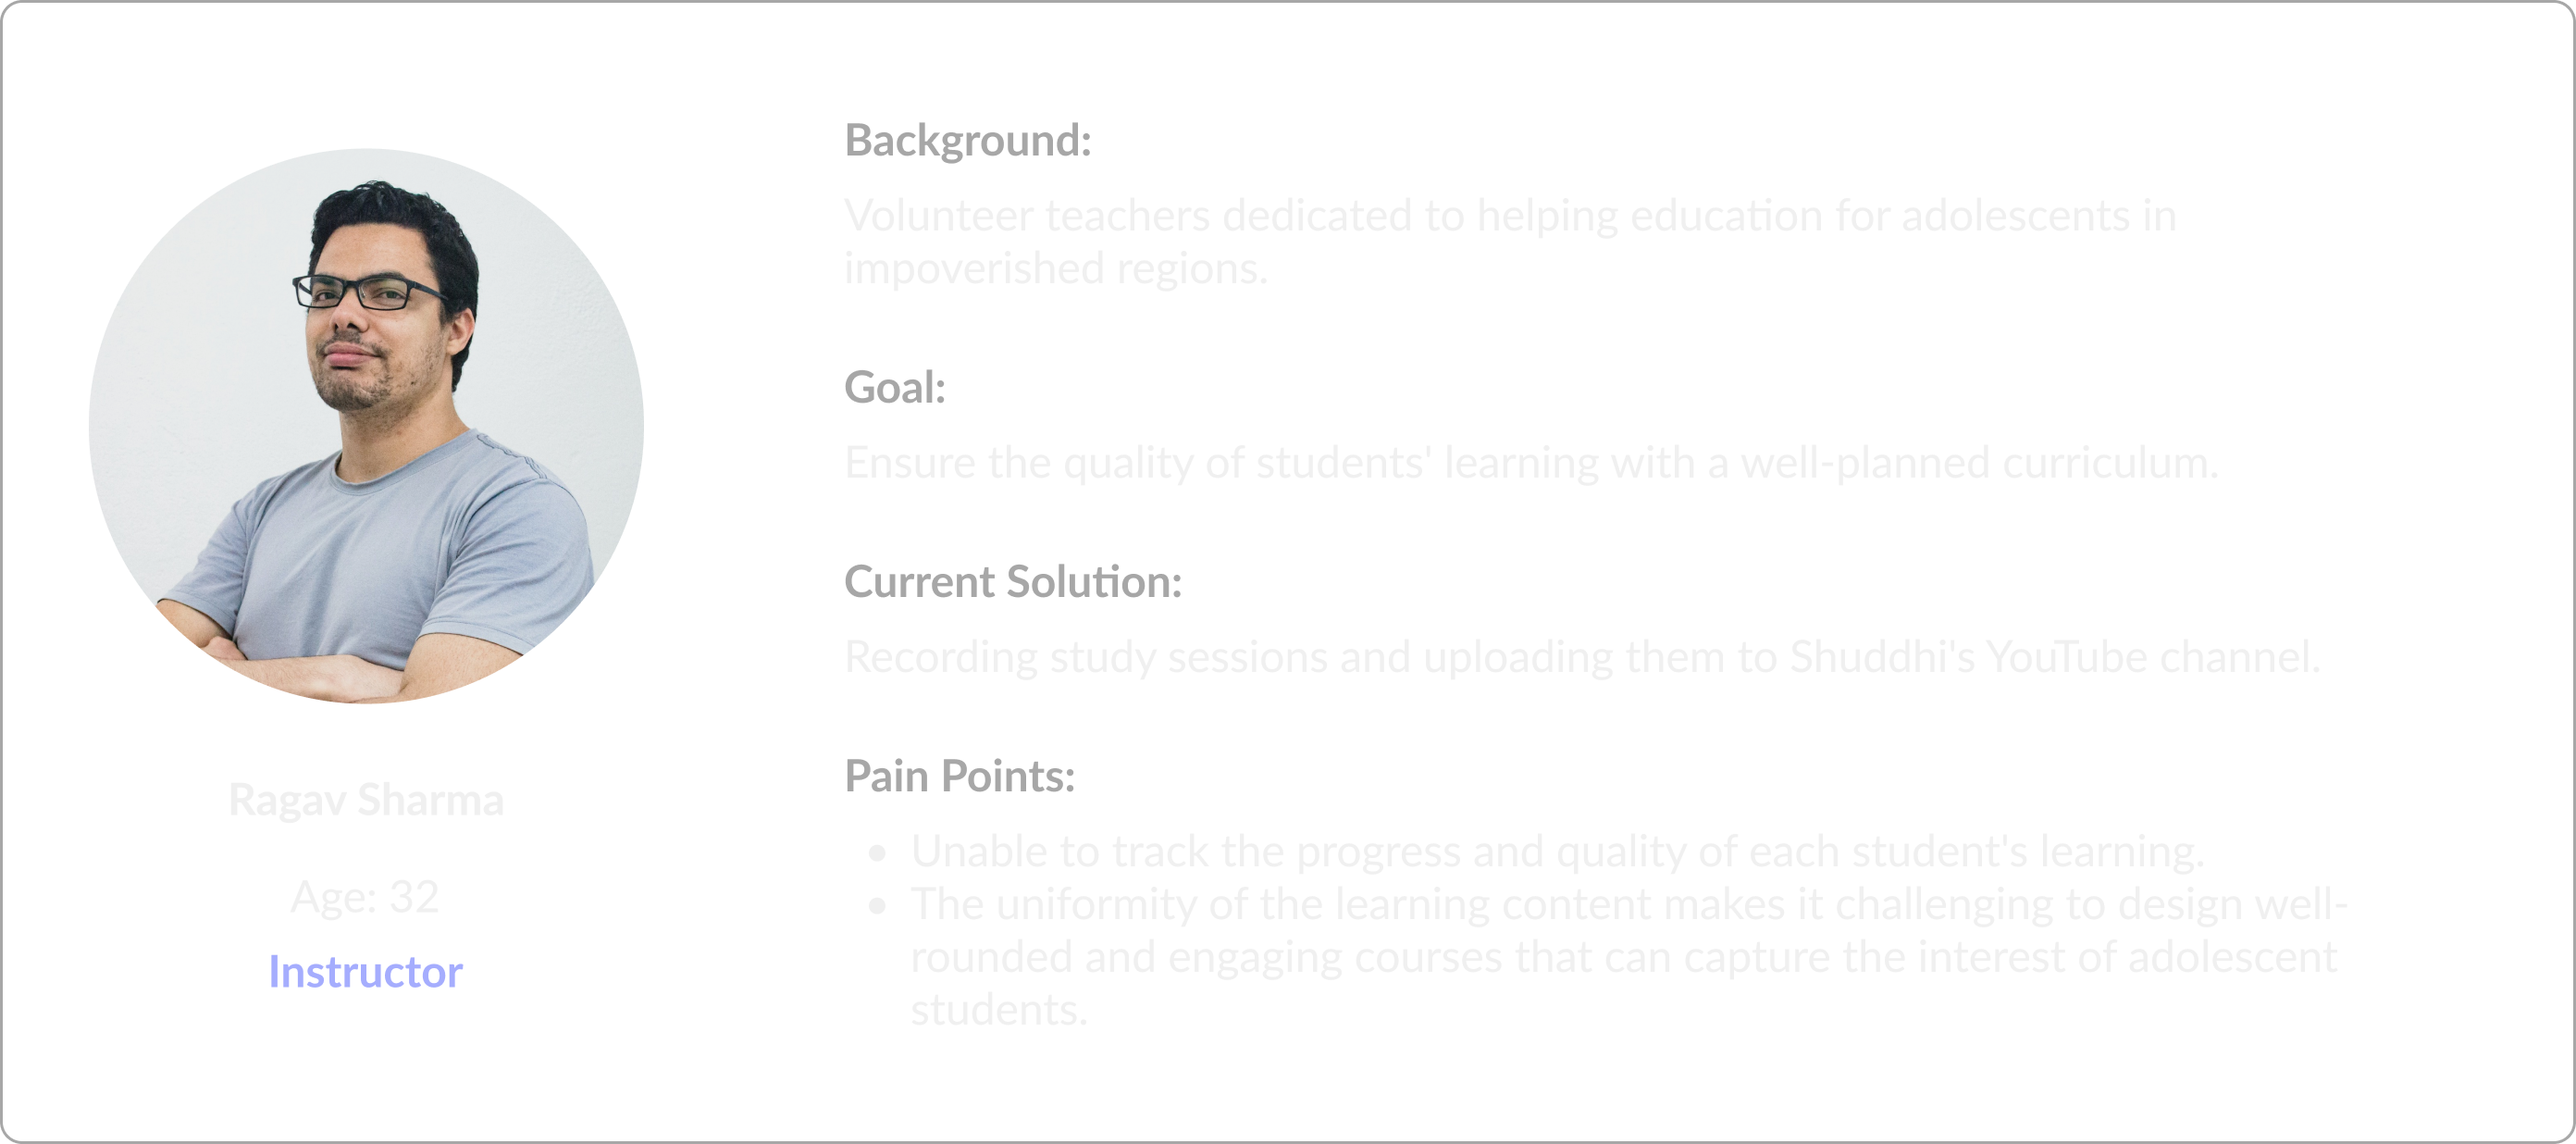 Ragav Sharma
Age: 32
Instructor
Background:
Volunteer teachers dedicated to helping education for adolescents in
impoverished regions.
Goal:
Ensure the quality of students' learning with a well-planned curriculum.
Current Solution:
Recording study sessions and uploading them to Shuddhi's YouTube channel.
Pain Points:
• Unable to track the progress and quality of each student's learning.
• The uniformity of the learning content makes it challenging to design well-
rounded and engaging courses that can capture the interest of adolescent
students.